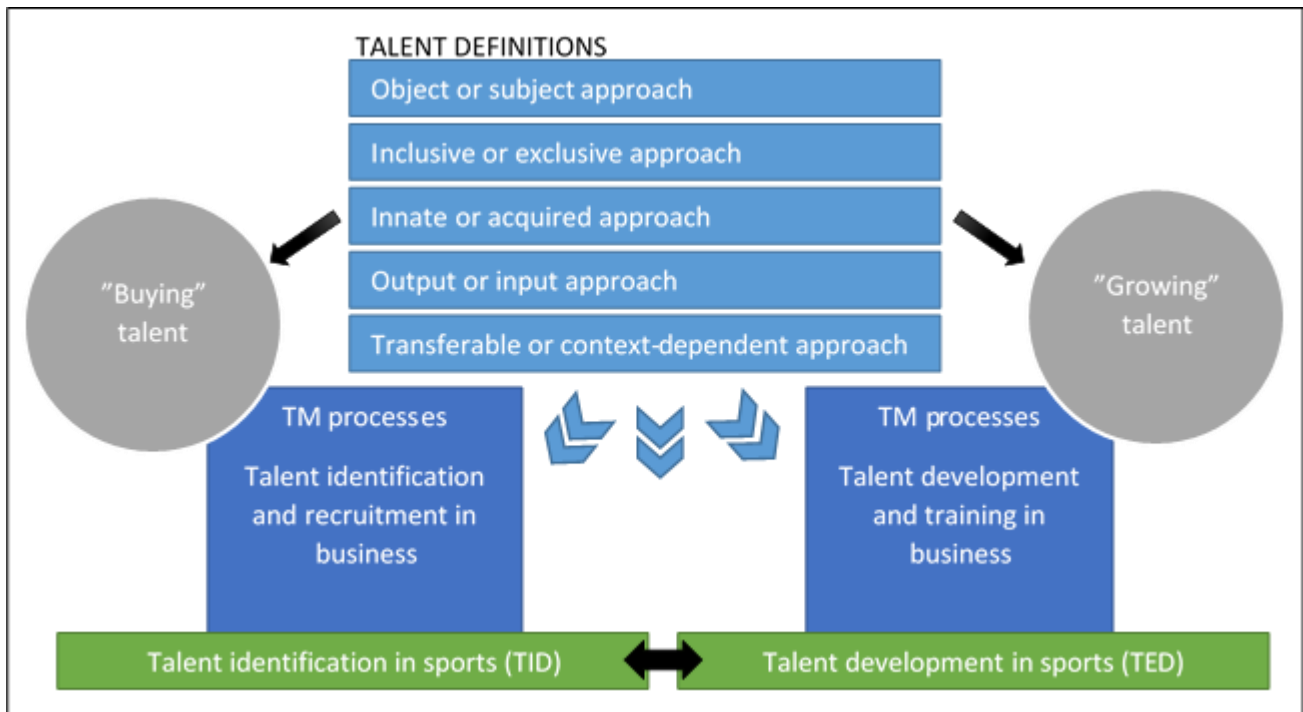 TALENT DEFINITIONS
Object or subject approach
Inclusive or exclusive approach
Innate or acquired approach
Output or input approach
Transferable or context-dependent approach
”Buying”
talent
”Growing”
talent
TM processes
Talent identification
and recruitment in
business
TM processes
Talent development
and training in
business
Talent identification in sports (TID)
Talent development in sports (TED)